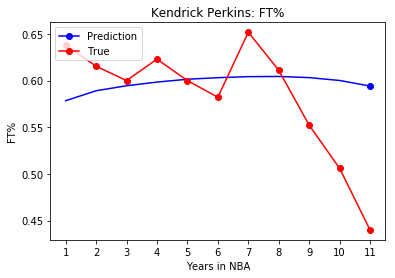 Kendrick Perkins: FT%
Prediction
True
0.65
0.60
0.55
0.50
0.45
FT%
1 2 3 4 5 6 7 8 9 10 11
Years in NBA